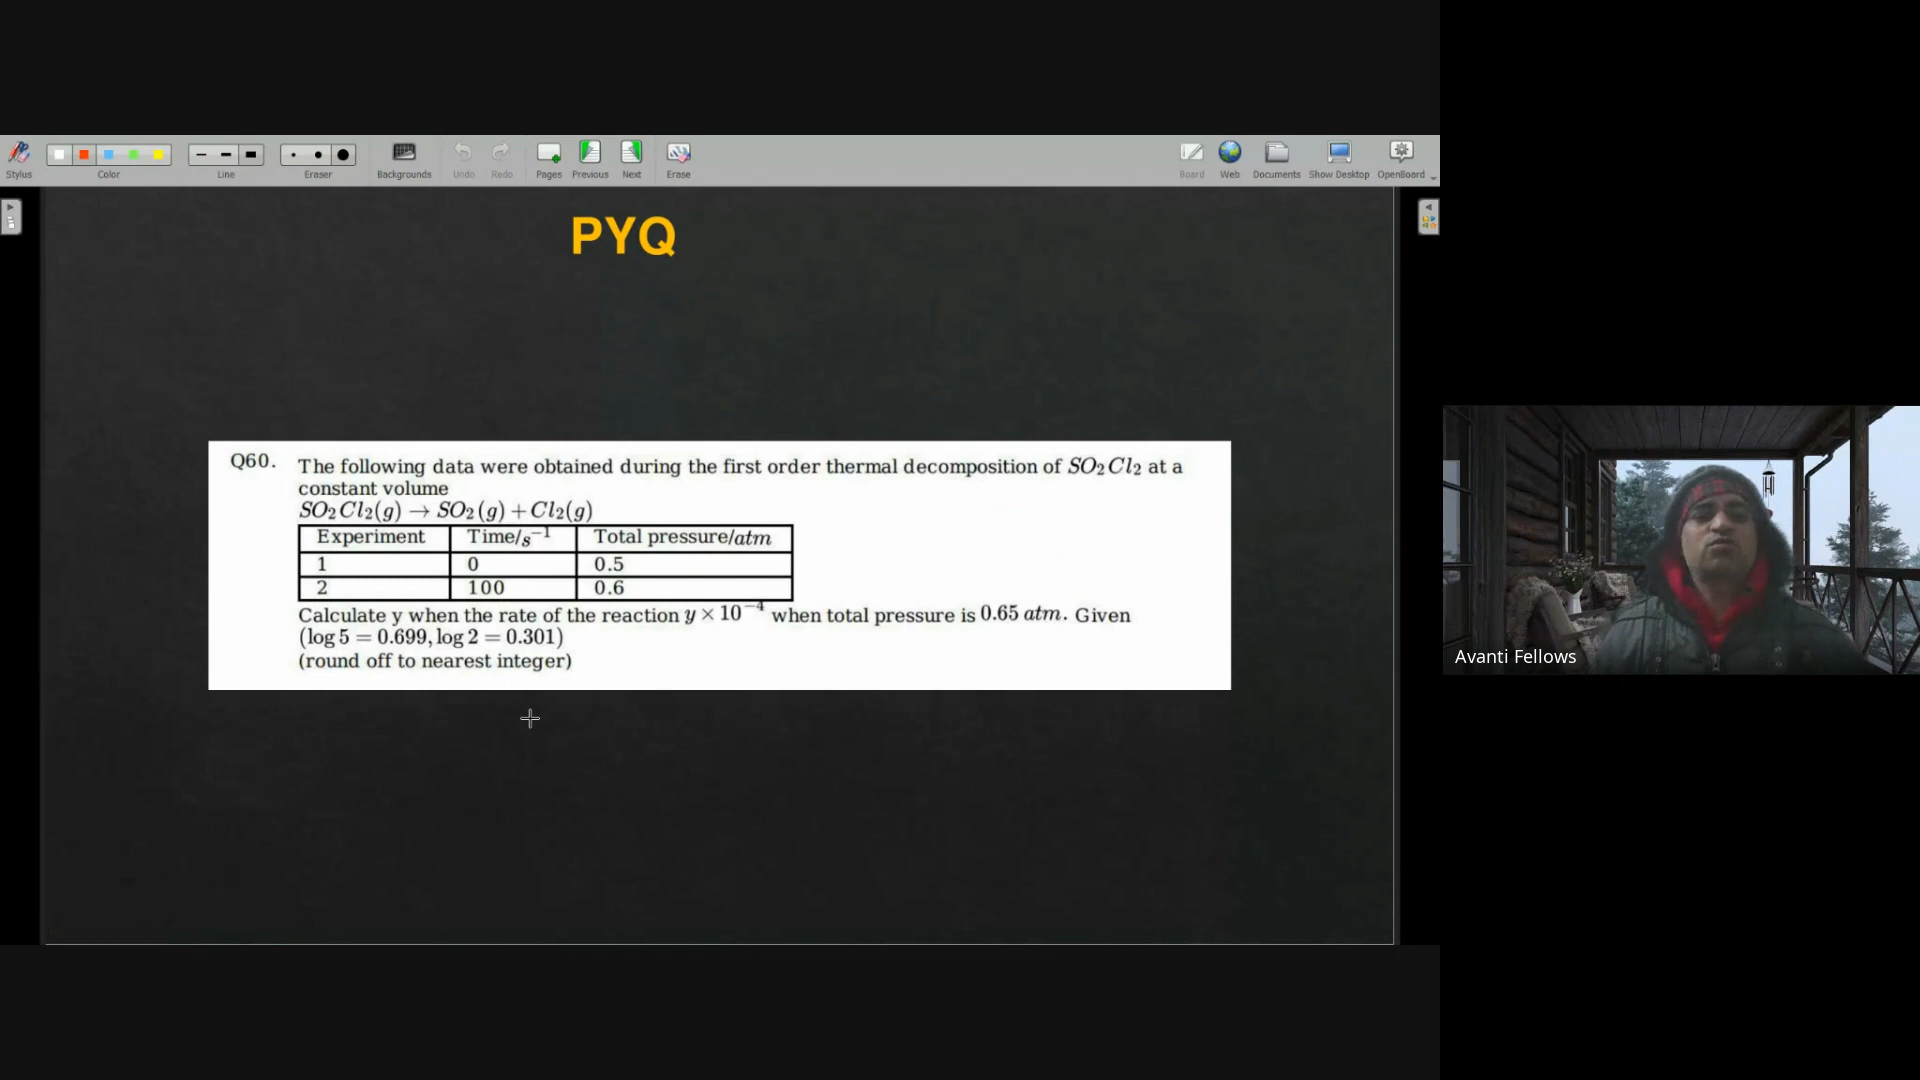 Stylus
Color
Line
Eraser
Backgrounds
Undo
Redo
Pages
Previous
Next
Erase
Board
Web
Documents
Show Desktop
OpenBoard
PYQ
Q60. The following data were obtained during the first order thermal decomposition of SO₂Cl₂ at a
constant volume
SO₂Cl₂(g) → SO₂(g) + Cl₂(g)
Experiment Time/s⁻¹ Total pressure/atm
1 0 0.5
2 100 0.6
Calculate y when the rate of the reaction y × 10⁻⁴ when total pressure is 0.65 atm. Given
(log 5 = 0.699, log 2 = 0.301)
(round off to nearest integer)
Avanti Fellows